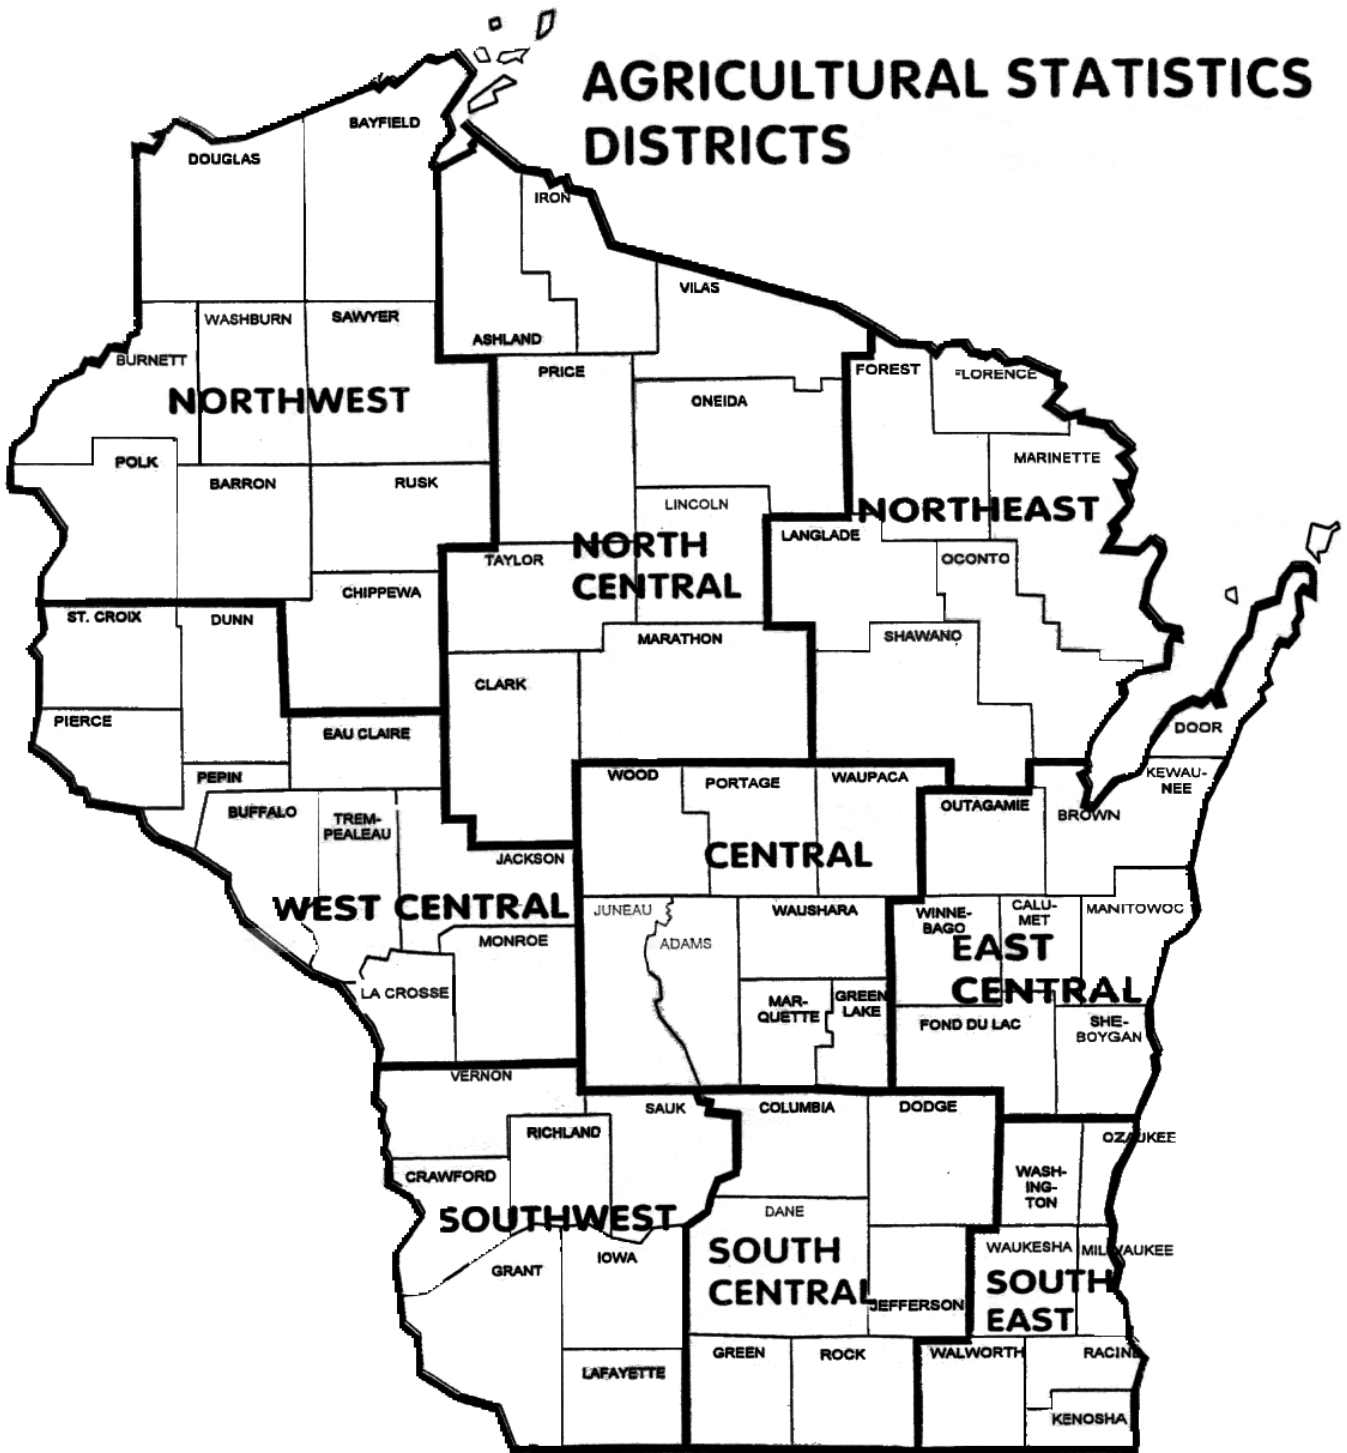 AGRICULTURAL STATISTICS
DISTRICTS
BAYFIELD
DOUGLAS
IRON
VILAS
WASHBURN
SAWYER
ASHLAND
BURNETT
PRICE
FOREST
FLORENCE
NORTHWEST
ONEIDA
POLK
MARINETTE
BARRON
RUSK
LINCOLN
NORTHEAST
LANGLADE
TAYLOR
NORTH
CENTRAL
OCONTO
CHIPPEWA
ST. CROIX
DUNN
MARATHON
SHAWANO
CLARK
PIERCE
EAU CLAIRE
DOOR
PEPIN
WOOD
PORTAGE
WAUPACA
KEWAU-
NEE
BUFFALO
TREM-
PEALEAU
OUTAGAMIE
BROWN
CENTRAL
JACKSON
WEST CENTRAL
JUNEAU
WAUSHARA
WINNE-
BAGO
CALU-
MET
MANITOWOC
MONROE
ADAMS
EAST
CENTRAL
LA CROSSE
MAR-
QUETTE
GREEN
LAKE
FOND DU LAC
SHE-
BOYGAN
VERNON
SAUK
COLUMBIA
DODGE
RICHLAND
OZAUKEE
CRAWFORD
WASH-
ING-
TON
SOUTHWEST
DANE
GRANT
IOWA
SOUTH
CENTRAL
WAUKESHA
MILWAUKEE
SOUTH
EAST
JEFFERSON
LAFAYETTE
GREEN
ROCK
WALWORTH
RACINE
KENOSHA